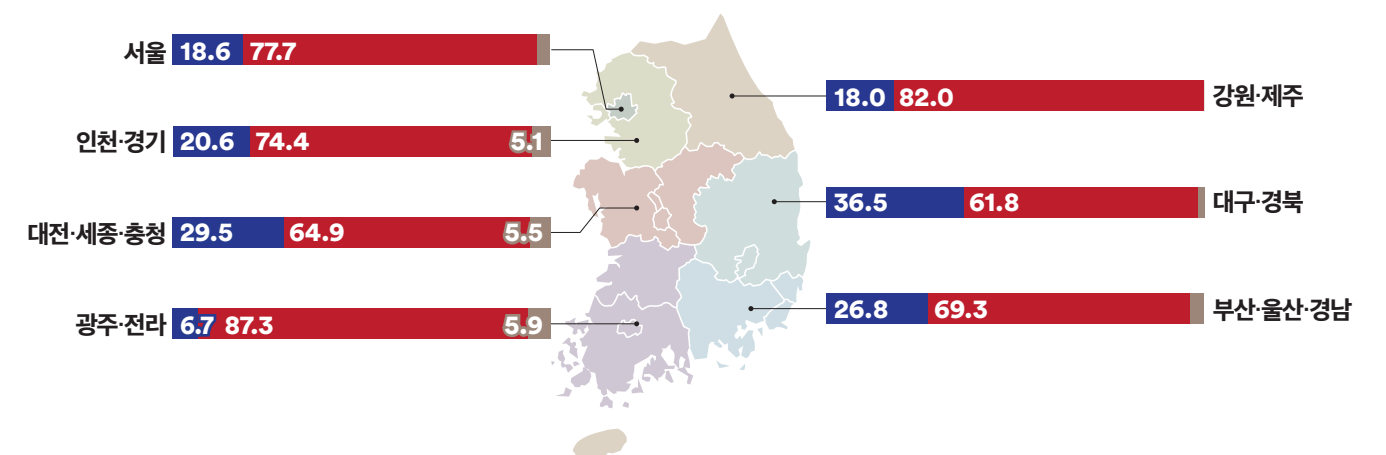 서울 18.6 77.7
인천·경기 20.6 74.4 5.1
대전·세종·충청 29.5 64.9 5.5
광주·전라 6.7 87.3 5.9
18.0 82.0 강원·제주
36.5 61.8 대구·경북
26.8 69.3 부산·울산·경남